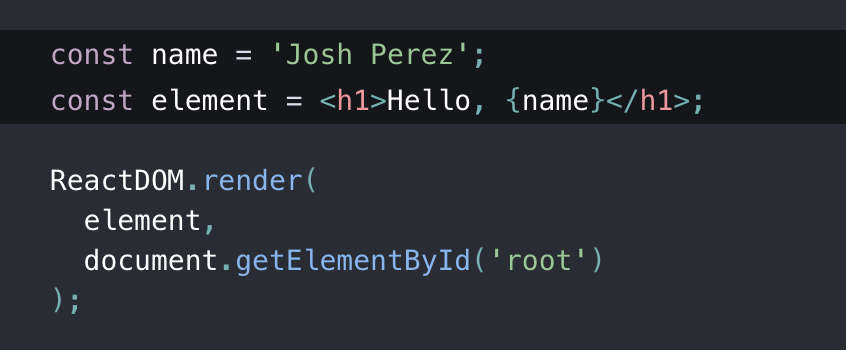 const name = 'Josh Perez';
const element = <h1>Hello, {name}</h1>;
ReactDOM.render(
  element,
  document.getElementById('root')
);